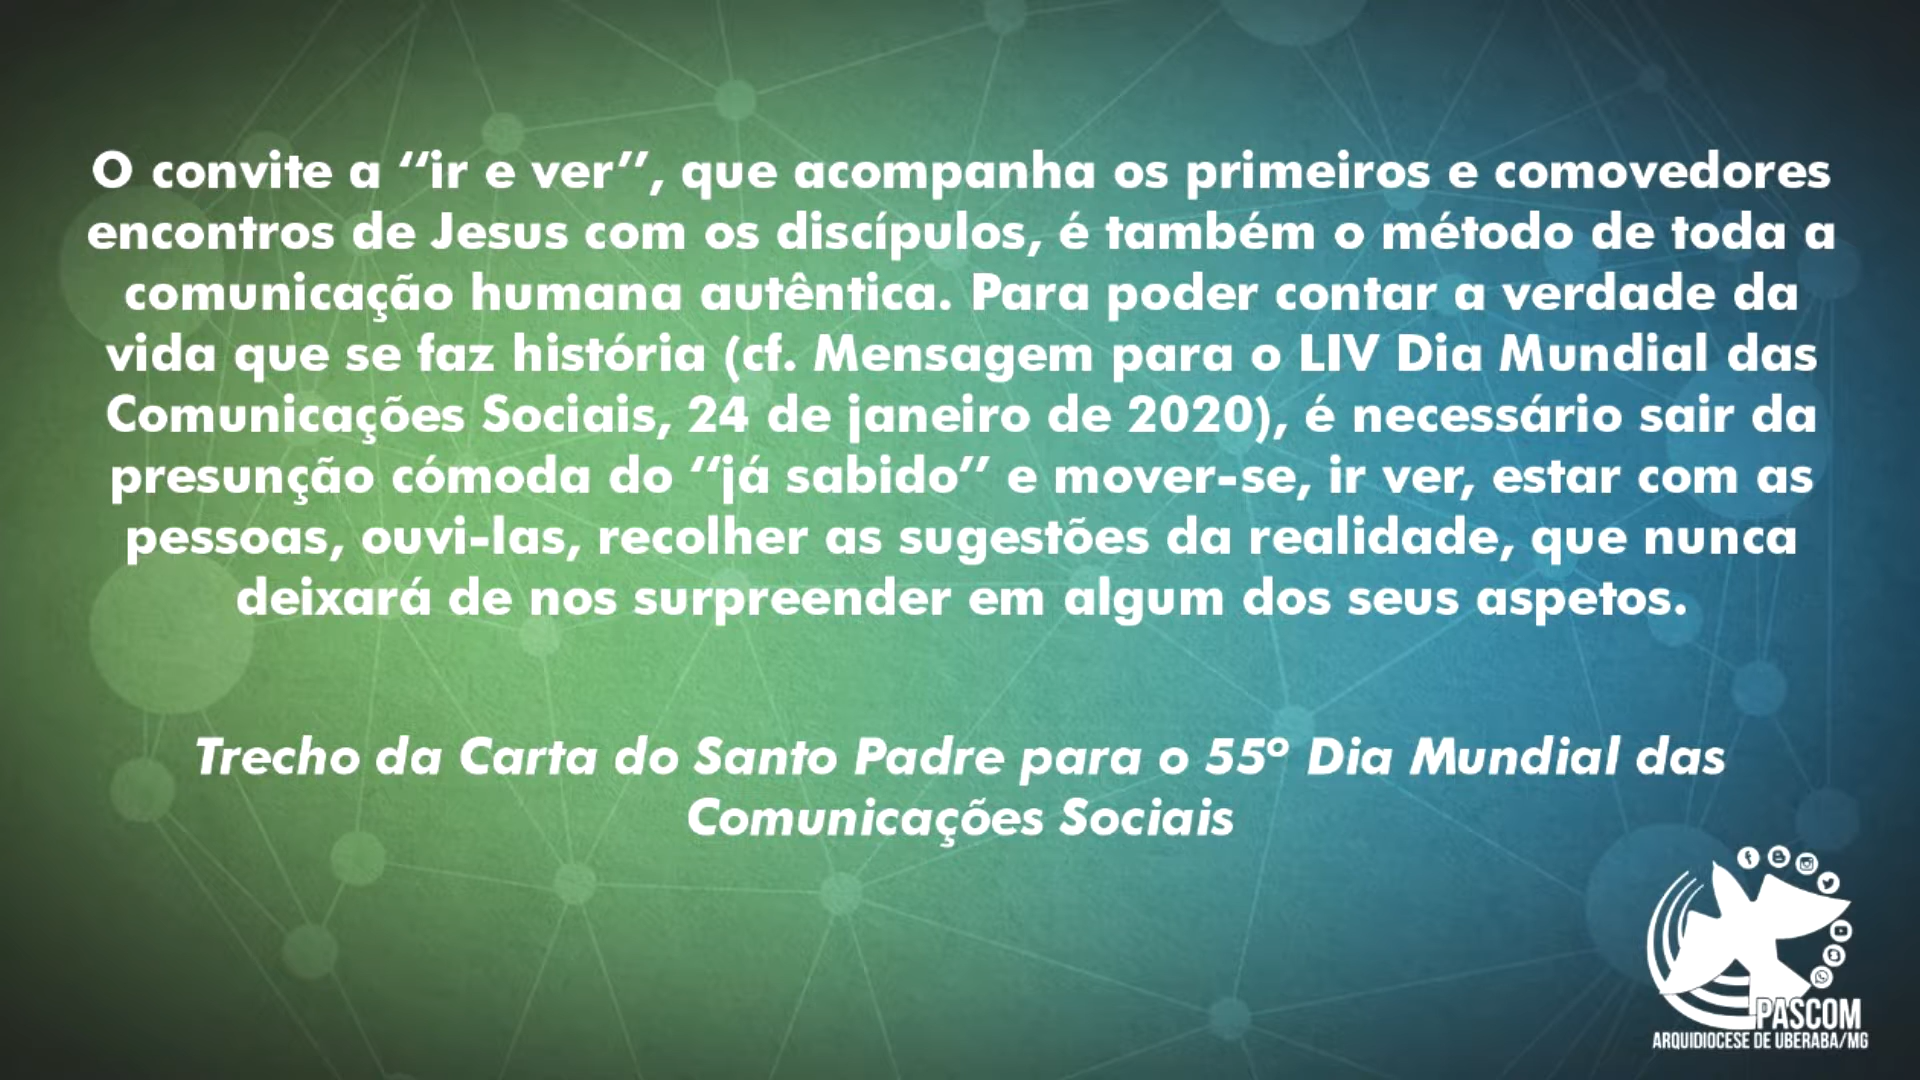 O convite a “ir e ver”, que acompanha os primeiros e comovedores
encontros de Jesus com os discípulos, é também o método de toda a
comunicação humana autêntica. Para poder contar a verdade da
vida que se faz história (cf. Mensagem para o LIV Dia Mundial das
Comunicações Sociais, 24 de janeiro de 2020), é necessário sair da
presunção cómoda do “já sabido” e mover-se, ir ver, estar com as
pessoas, ouvi-las, recolher as sugestões da realidade, que nunca
deixará de nos surpreender em algum dos seus aspetos.
Trecho da Carta do Santo Padre para o 55º Dia Mundial das
Comunicações Sociais
PASCOM
ARQUIDIOCESE DE UBERABA/MG